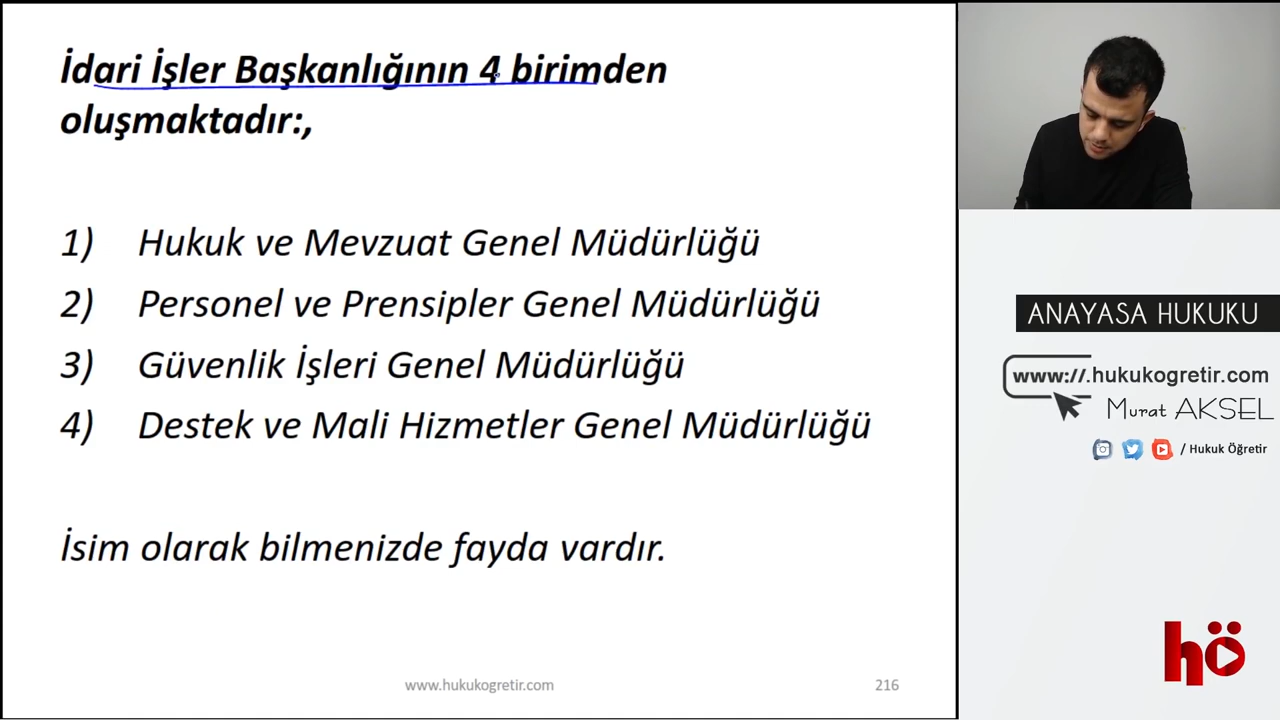 İdari İşler Başkanlığının 4 birimden
oluşmaktadır:,
1) Hukuk ve Mevzuat Genel Müdürlüğü
2) Personel ve Prensipler Genel Müdürlüğü
3) Güvenlik İşleri Genel Müdürlüğü
4) Destek ve Mali Hizmetler Genel Müdürlüğü
İsim olarak bilmenizde fayda vardır.
www.hukukogretir.com
216
ANAYASA HUKUKU
www://.hukukogretir.com
Murat AKSEL
/ Hukuk Öğretir
hö